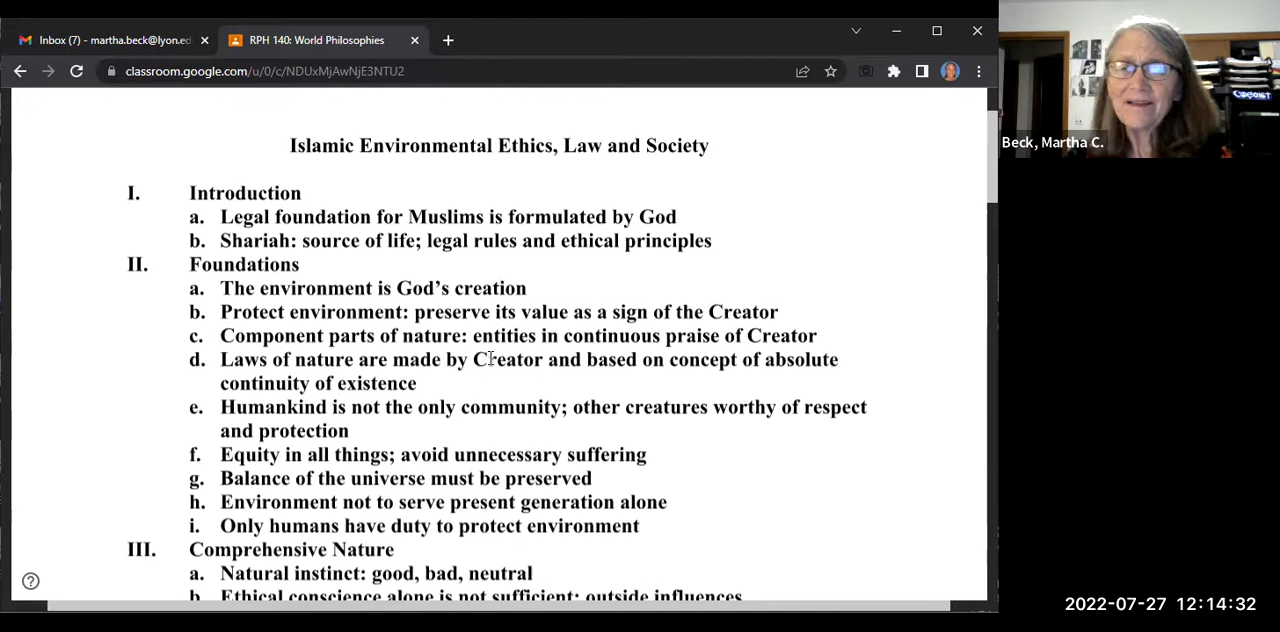 Inbox (7) - martha.beck@lyon.ed
RPH 140: World Philosophies
classroom.google.com/u/0/c/NDUxMjAwNjE3NTU2
Islamic Environmental Ethics, Law and Society
I. Introduction
a. Legal foundation for Muslims is formulated by God
b. Shariah: source of life; legal rules and ethical principles
II. Foundations
a. The environment is God's creation
b. Protect environment: preserve its value as a sign of the Creator
c. Component parts of nature: entities in continuous praise of Creator
d. Laws of nature are made by Creator and based on concept of absolute
continuity of existence
e. Humankind is not the only community; other creatures worthy of respect
and protection
f. Equity in all things; avoid unnecessary suffering
g. Balance of the universe must be preserved
h. Environment not to serve present generation alone
i. Only humans have duty to protect environment
III. Comprehensive Nature
a. Natural instinct: good, bad, neutral
b. Ethical conscience alone is not sufficient; outside influences
Beck, Martha C.
2022-07-27 12:14:32